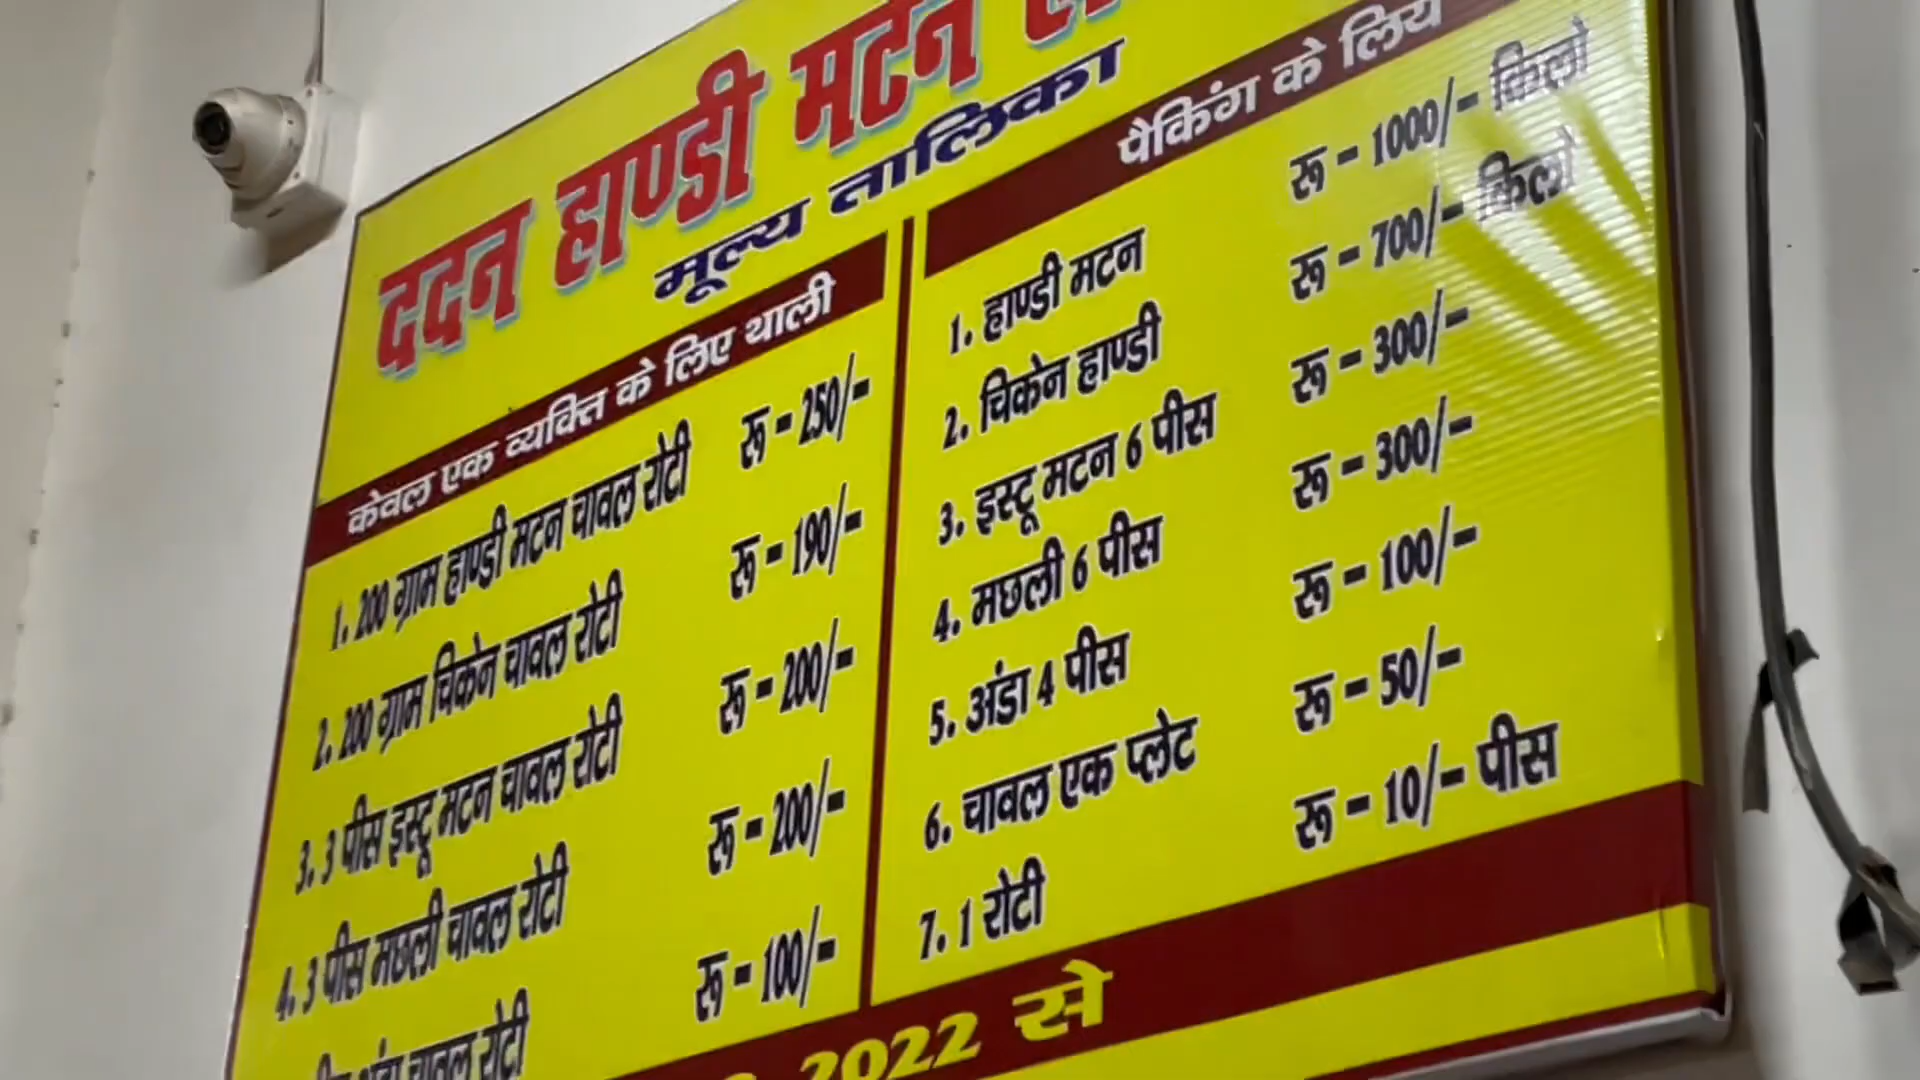 ददन हाण्डी मटन
मूल्य तालिका
केवल एक व्यक्ति के लिए थाली
1. 200 ग्राम हाण्डी मटन चावल रोटी रू = 250/-
2. 200 ग्राम चिकेन चावल रोटी रू = 190/-
3. 3 पीस इस्टू मटन चावल रोटी रू = 200/-
4. 3 पीस मछली चावल रोटी रू = 200/-
अंडा चावल रोटी रू = 100/-
पैकिंग के लिये
1. हाण्डी मटन रू = 1000/- किलो
2. चिकेन हाण्डी रू = 700/- किलो
3. इस्टू मटन 6 पीस रू = 300/-
4. मछली 6 पीस रू = 300/-
5. अंडा 4 पीस रू = 100/-
6. चावल एक प्लेट रू = 50/-
7. 1 रोटी रू = 10/- पीस
2022 से